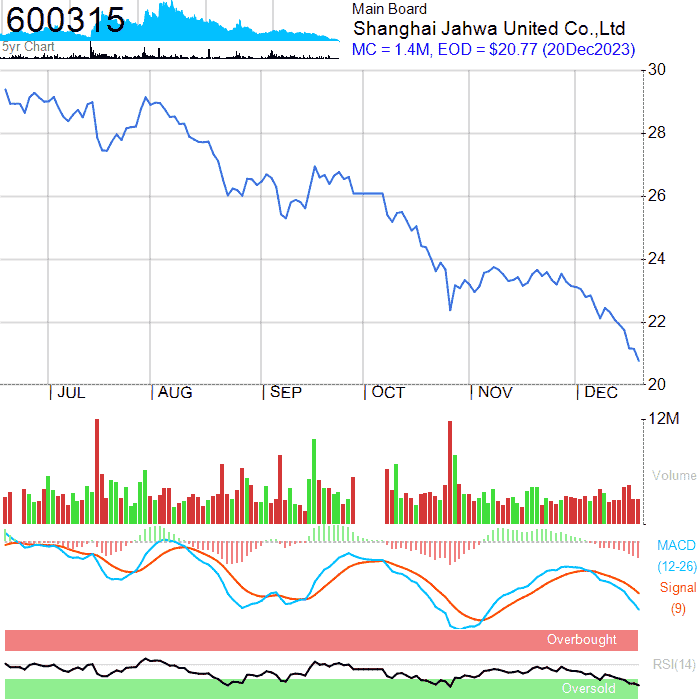 600315
5yr Chart
Main Board
Shanghai Jahwa United Co.,Ltd
MC = 1.4M, EOD = $20.77 (20Dec2023)
30
28
26
24
22
20
JUL
AUG
SEP
OCT
NOV
DEC
12M
Volume
MACD
(12-26)
Signal
(9)
Overbought
RSI(14)
Oversold